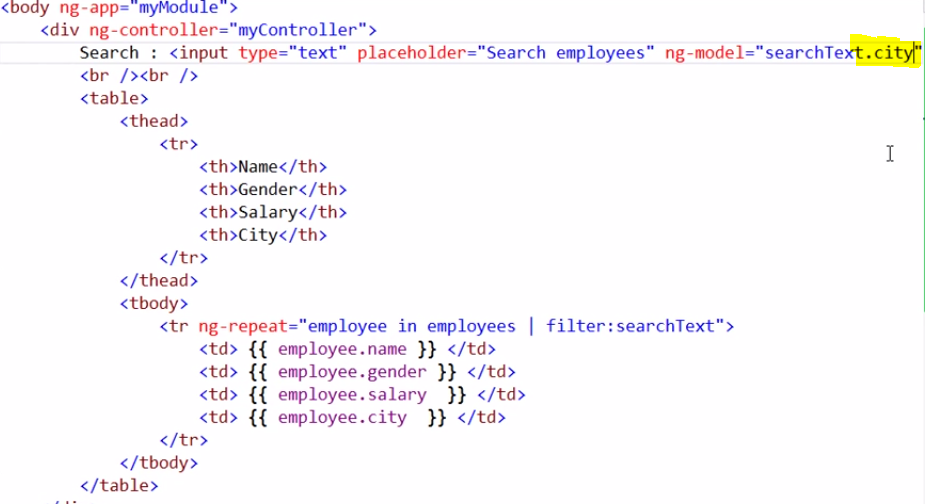 <body ng-app="myModule">
<div ng-controller="myController">
Search : <input type="text" placeholder="Search employees" ng-model="searchText.city"
<br /><br />
<table>
<thead>
<tr>
<th>Name</th>
<th>Gender</th>
<th>Salary</th>
<th>City</th>
</tr>
</thead>
<tbody>
<tr ng-repeat="employee in employees | filter:searchText">
<td> {{ employee.name }} </td>
<td> {{ employee.gender }} </td>
<td> {{ employee.salary  }} </td>
<td> {{ employee.city  }} </td>
</tr>
</tbody>
</table>